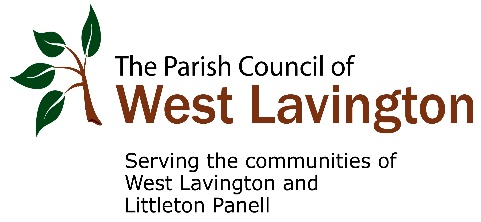 The Parish Council of
West Lavington
Serving the communities of
West Lavington and
Littleton Panell